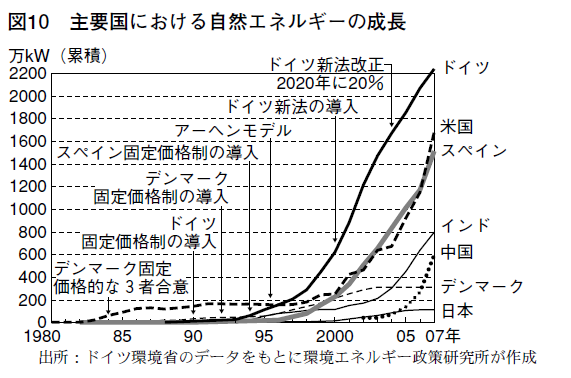 図10　主要国における自然エネルギーの成長
万kW（累積）
2200
2000
1800
1600
1400
1200
1000
800
600
400
200
0
1980
85
90
95
2000
05
07年
ドイツ新法改正
2020年に20%
ドイツ新法の導入
アーヘンモデル
スペイン固定価格制の導入
デンマーク
固定価格制の導入
ドイツ
固定価格制の導入
デンマーク固定
価格的な3者合意
ドイツ
米国
スペイン
インド
中国
デンマーク
日本
出所：ドイツ環境省のデータをもとに環境エネルギー政策研究所が作成